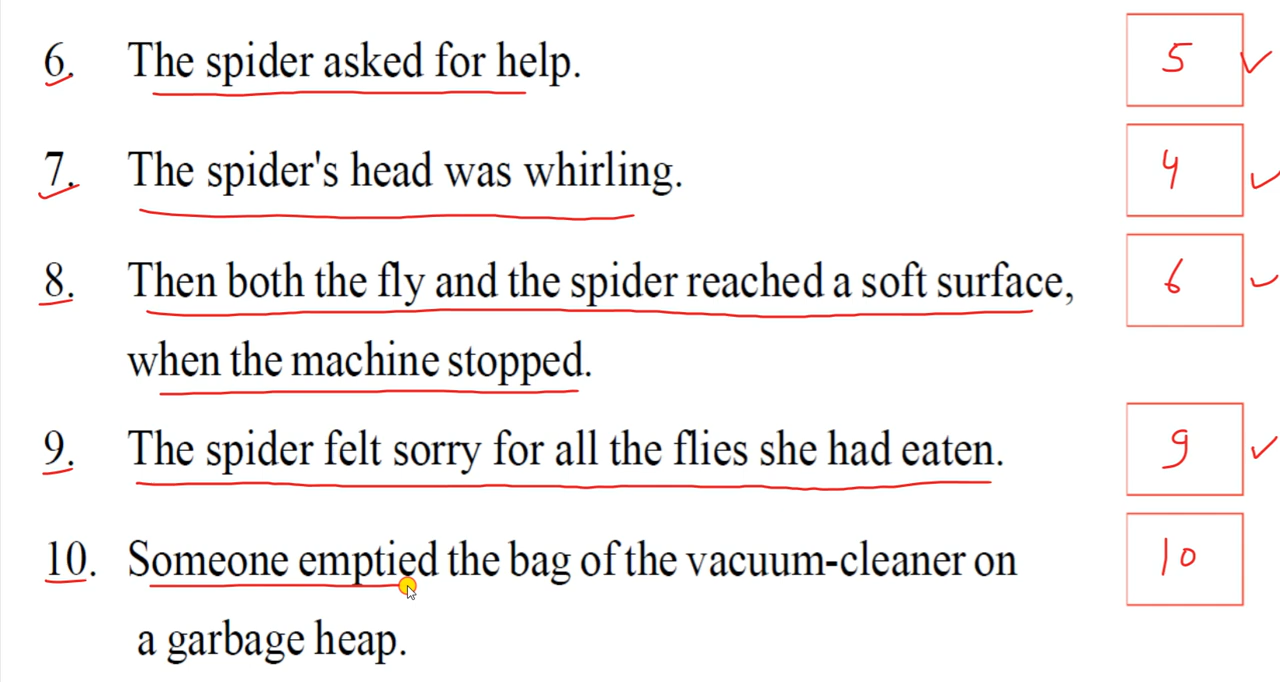 6. The spider asked for help. 5
7. The spider's head was whirling. 4
8. Then both the fly and the spider reached a soft surface, 6
when the machine stopped.
9. The spider felt sorry for all the flies she had eaten. 9
10. Someone emptied the bag of the vacuum-cleaner on 10
a garbage heap.